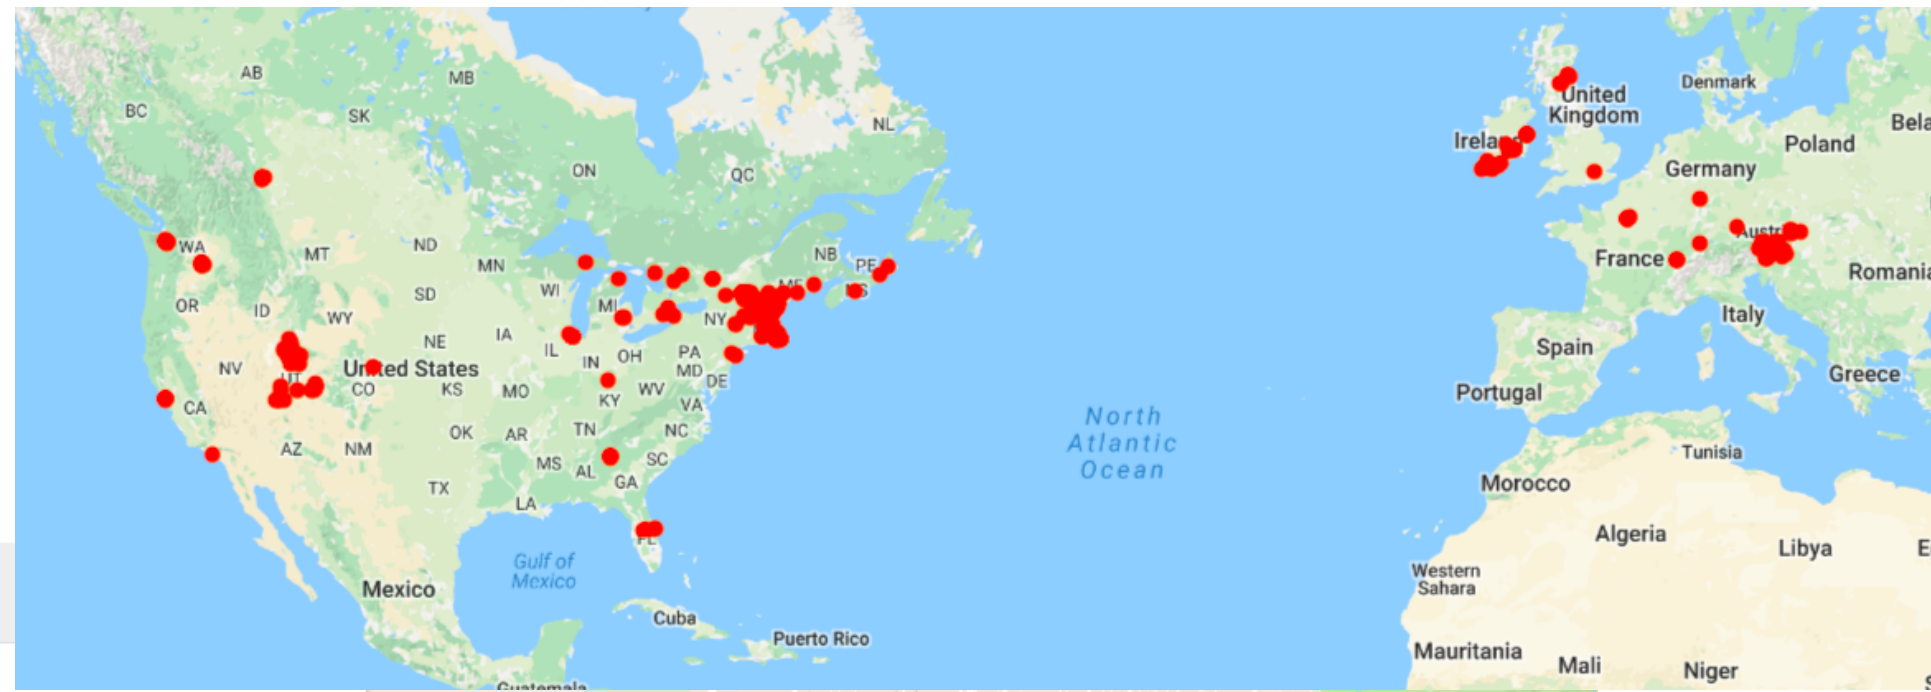 AB
MB
BC
SK
NL
ON
QC
WA
MT
ND
MN
NB
PE
OR
ID
SD
WI
MI
ME
NS
WY
NY
NE
IA
IL
IN
OH
PA
MD
DE
NV
UT
United States
CO
KS
MO
KY
WV
VA
CA
AZ
NM
OK
AR
TN
NC
MS
AL
SC
GA
TX
LA
FL
Gulf of
Mexico
Mexico
Cuba
Puerto Rico
Guatemala
North
Atlantic
Ocean
United
Kingdom
Denmark
Ireland
Poland
Bela
Germany
Austri
France
Romania
Italy
Spain
Portugal
Greece
Tunisia
Morocco
Algeria
Libya
E
Western
Sahara
Mauritania
Mali
Niger